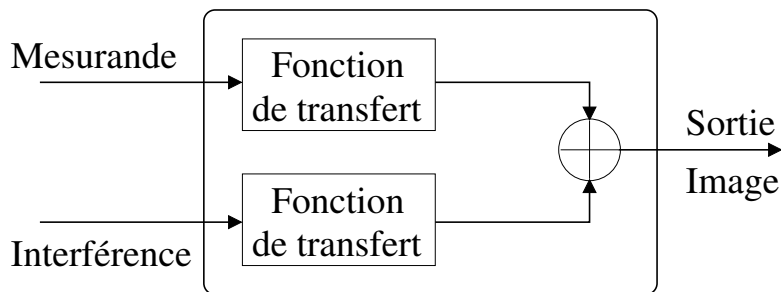 Mesurande
Fonction
de transfert
Sortie
Image
Fonction
de transfert
Interférence